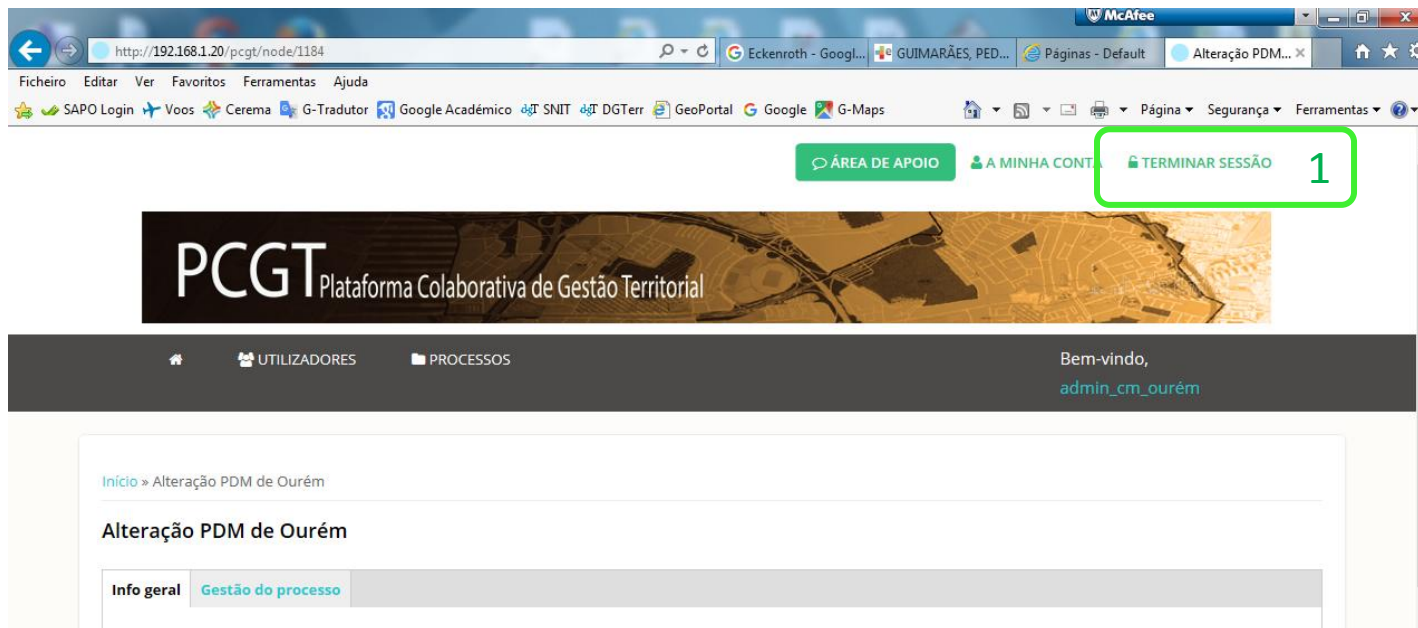 McAfee
http://192.168.1.20/pcgt/node/1184
Eckenroth - Googl...
GUIMARÃES, PED...
Páginas - Default
Alteração PDM...
Ficheiro Editar Ver Favoritos Ferramentas Ajuda
SAPO Login Voos Cerema G-Tradutor Google Académico SNIT DGTerr GeoPortal Google G-Maps Página Segurança Ferramentas
ÁREA DE APOIO A MINHA CONTA TERMINAR SESSÃO 1
PCGT Plataforma Colaborativa de Gestão Territorial
UTILIZADORES PROCESSOS Bem-vindo,
admin_cm_ourém
Início » Alteração PDM de Ourém
Alteração PDM de Ourém
Info geral Gestão do processo